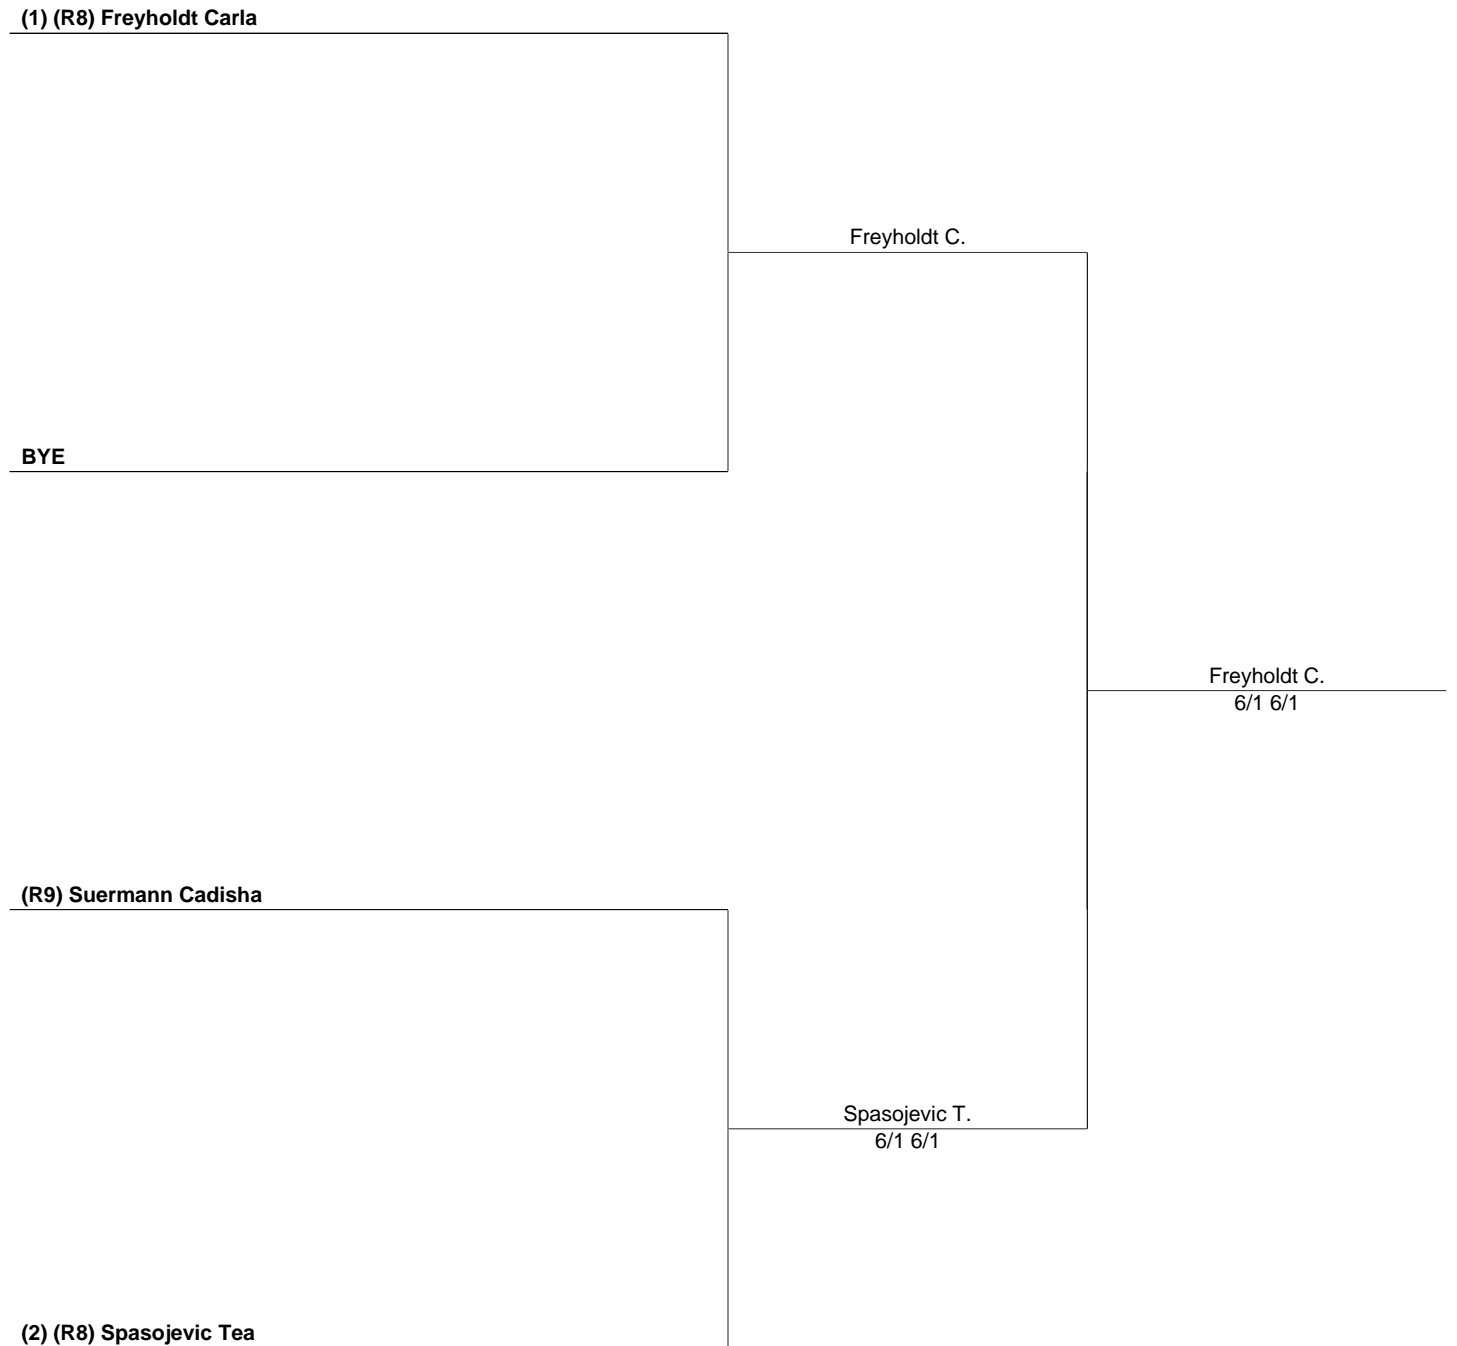 (1) (R8) Freyholdt Carla
Freyholdt C.
BYE
Freyholdt C.
6/1 6/1
(R9) Suermann Cadisha
Spasojevic T.
6/1 6/1
(2) (R8) Spasojevic Tea